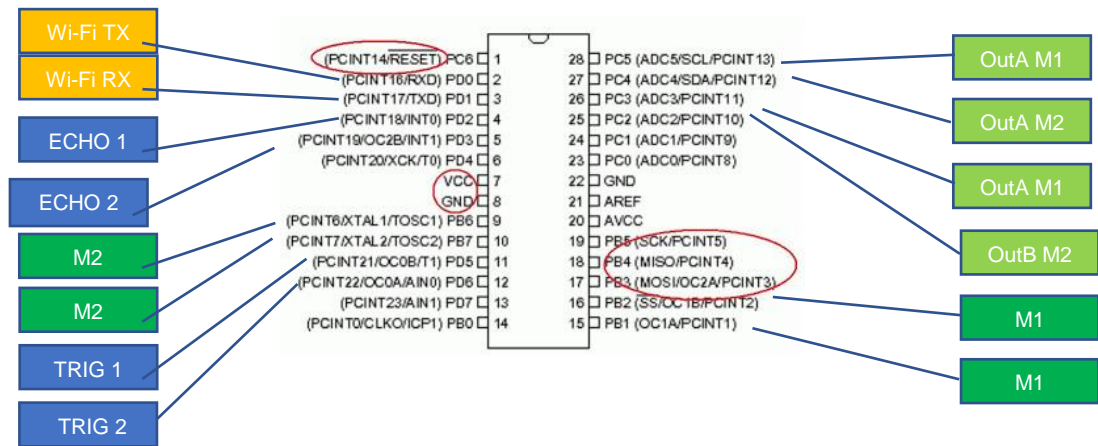 Wi-Fi TX
Wi-Fi RX
ECHO 1
ECHO 2
M2
M2
TRIG 1
TRIG 2
(PCINT14/RESET) PC6 1
(PCINT16/RXD) PD0 2
(PCINT17/TXD) PD1 3
(PCINT18/INT0) PD2 4
(PCINT19/OC2B/INT1) PD3 5
(PCINT20/XCK/T0) PD4 6
VCC 7
GND 8
(PCINT6/XTAL1/TOSC1) PB6 9
(PCINT7/XTAL2/TOSC2) PB7 10
(PCINT21/OC0B/T1) PD5 11
(PCINT22/OC0A/AIN0) PD6 12
(PCINT23/AIN1) PD7 13
(PCINT0/CLKO/ICP1) PB0 14
28 PC5 (ADC5/SCL/PCINT13)
27 PC4 (ADC4/SDA/PCINT12)
26 PC3 (ADC3/PCINT11)
25 PC2 (ADC2/PCINT10)
24 PC1 (ADC1/PCINT9)
23 PC0 (ADC0/PCINT8)
22 GND
21 AREF
20 AVCC
19 PB5 (SCK/PCINT5)
18 PB4 (MISO/PCINT4)
17 PB3 (MOSI/OC2A/PCINT3)
16 PB2 (SS/OC1B/PCINT2)
15 PB1 (OC1A/PCINT1)
OutA M1
OutA M2
OutA M1
OutB M2
M1
M1